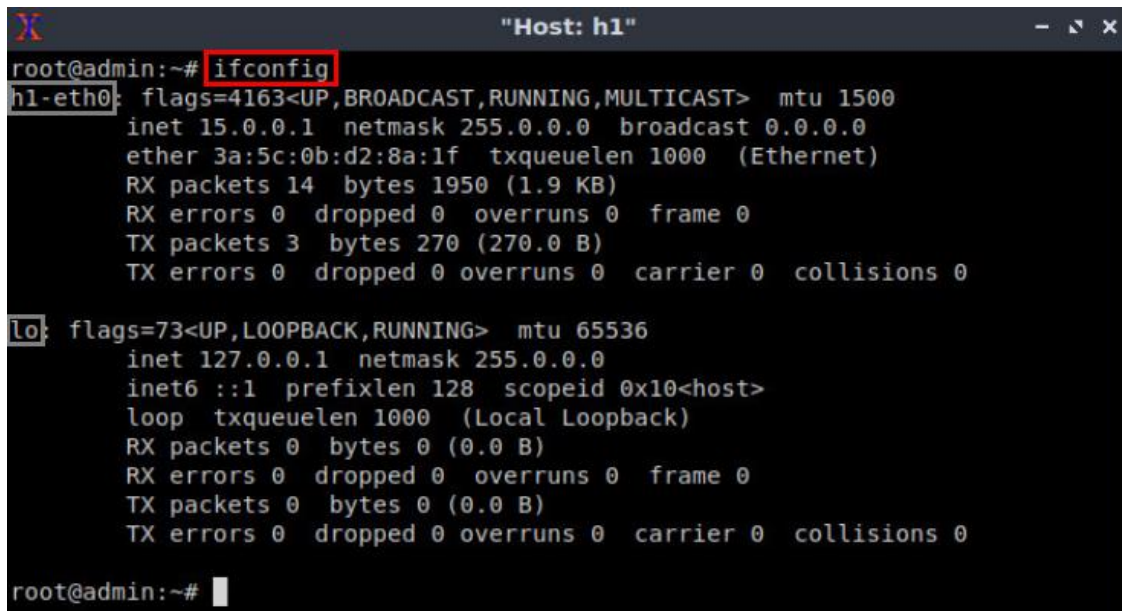 "Host: h1"
root@admin:~# ifconfig
h1-eth0: flags=4163<UP,BROADCAST,RUNNING,MULTICAST>  mtu 1500
        inet 15.0.0.1  netmask 255.0.0.0  broadcast 0.0.0.0
        ether 3a:5c:0b:d2:8a:1f  txqueuelen 1000  (Ethernet)
        RX packets 14  bytes 1950 (1.9 KB)
        RX errors 0  dropped 0  overruns 0  frame 0
        TX packets 3  bytes 270 (270.0 B)
        TX errors 0  dropped 0 overruns 0  carrier 0  collisions 0

lo: flags=73<UP,LOOPBACK,RUNNING>  mtu 65536
        inet 127.0.0.1  netmask 255.0.0.0
        inet6 ::1  prefixlen 128  scopeid 0x10<host>
        loop  txqueuelen 1000  (Local Loopback)
        RX packets 0  bytes 0 (0.0 B)
        RX errors 0  dropped 0  overruns 0  frame 0
        TX packets 0  bytes 0 (0.0 B)
        TX errors 0  dropped 0 overruns 0  carrier 0  collisions 0

root@admin:~#